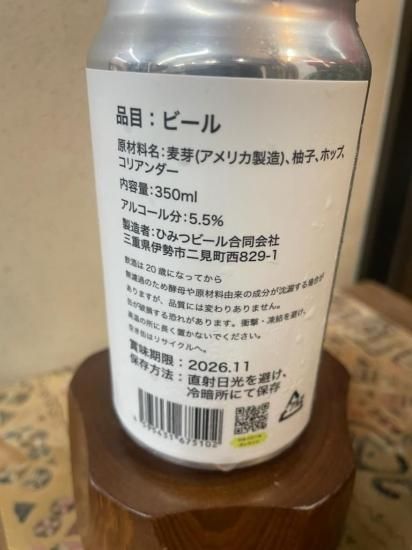 品目：ビール
原材料名：麦芽(アメリカ製造)、柚子、ホップ、
コリアンダー
内容量：350ml
アルコール分：5.5%
製造者：ひみつビール合同会社
三重県伊勢市二見町西829-1
飲酒は20歳になってから
無濾過のため酵母や原材料由来の成分が沈澱する場合が
ありますが、品質には変わりありません。
缶が破損する恐れがあります。衝撃・凍結を避け、
高温の所に長く置かないでください。
空き缶はリサイクルへ。
賞味期限：2026.11
保存方法：直射日光を避け、
冷暗所にて保存